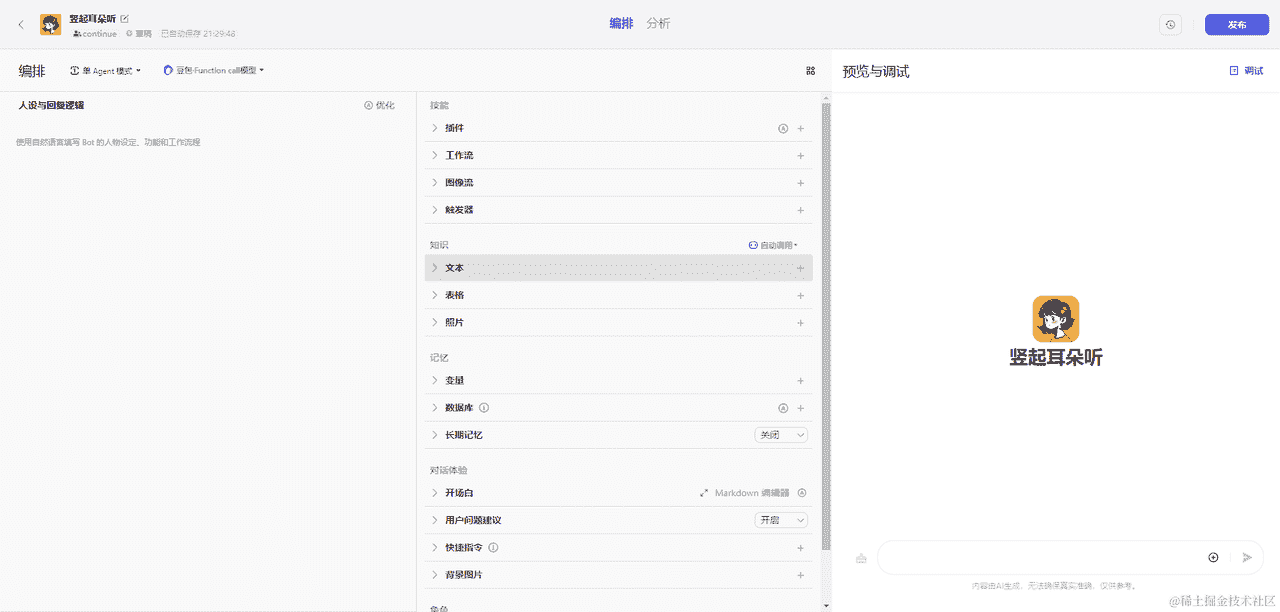 竖起耳朵听
continue 草稿 自动保存 21:29:48
编排 分析
发布
编排 单 Agent 模式 豆包·Function call模型
预览与调试 调试
人设与回复逻辑 优化
使用自然语言填写 Bot 的人物设定、功能和工作流程
技能
插件
工作流
图像流
触发器
知识 自动调用
文本
表格
照片
记忆
变量
数据库
长期记忆 关闭
对话体验
开场白 Markdown 编辑器
用户问题建议 开启
快捷指令
背景图片
角色
竖起耳朵听
内容由AI生成，无法确保真实准确，仅供参考。
@稀土掘金技术社区